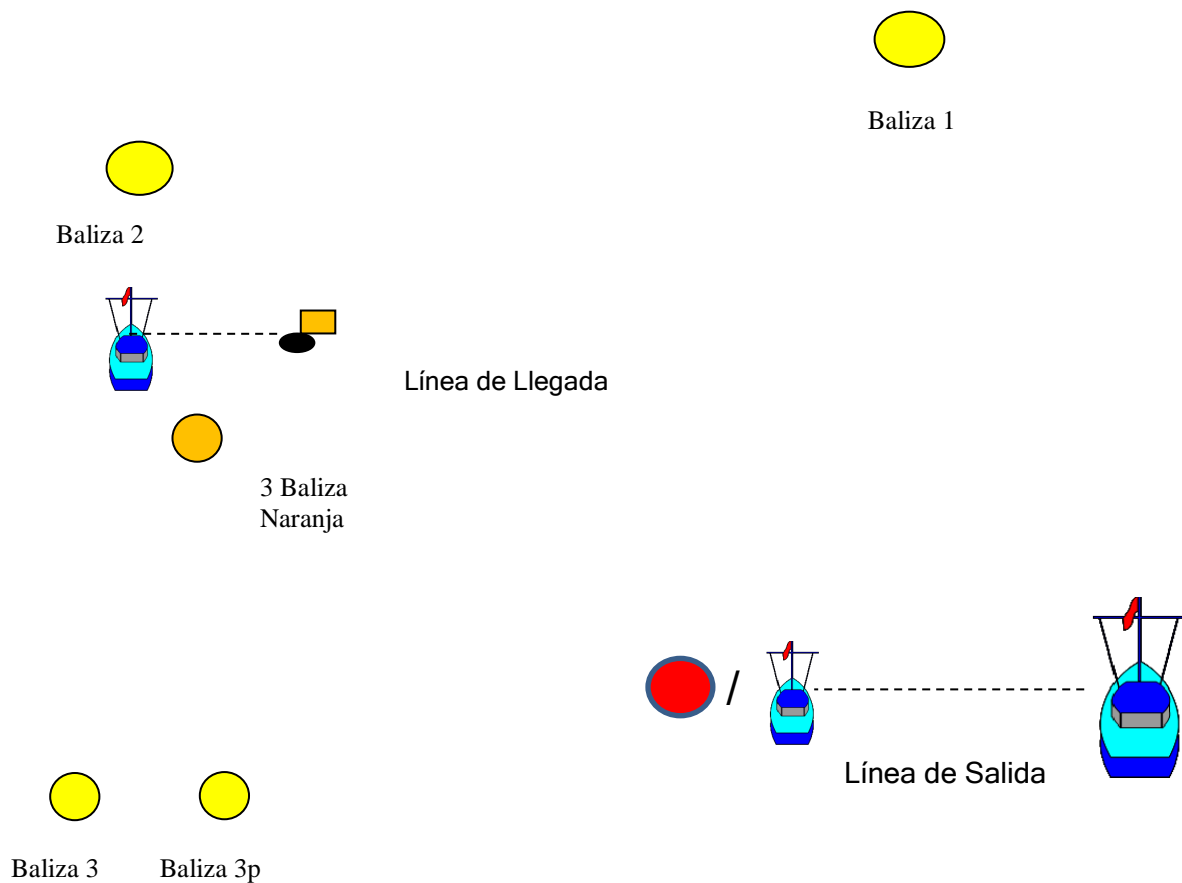 Baliza 1
Baliza 2
Línea de Llegada
3 Baliza
Naranja
/
Línea de Salida
Baliza 3
Baliza 3p